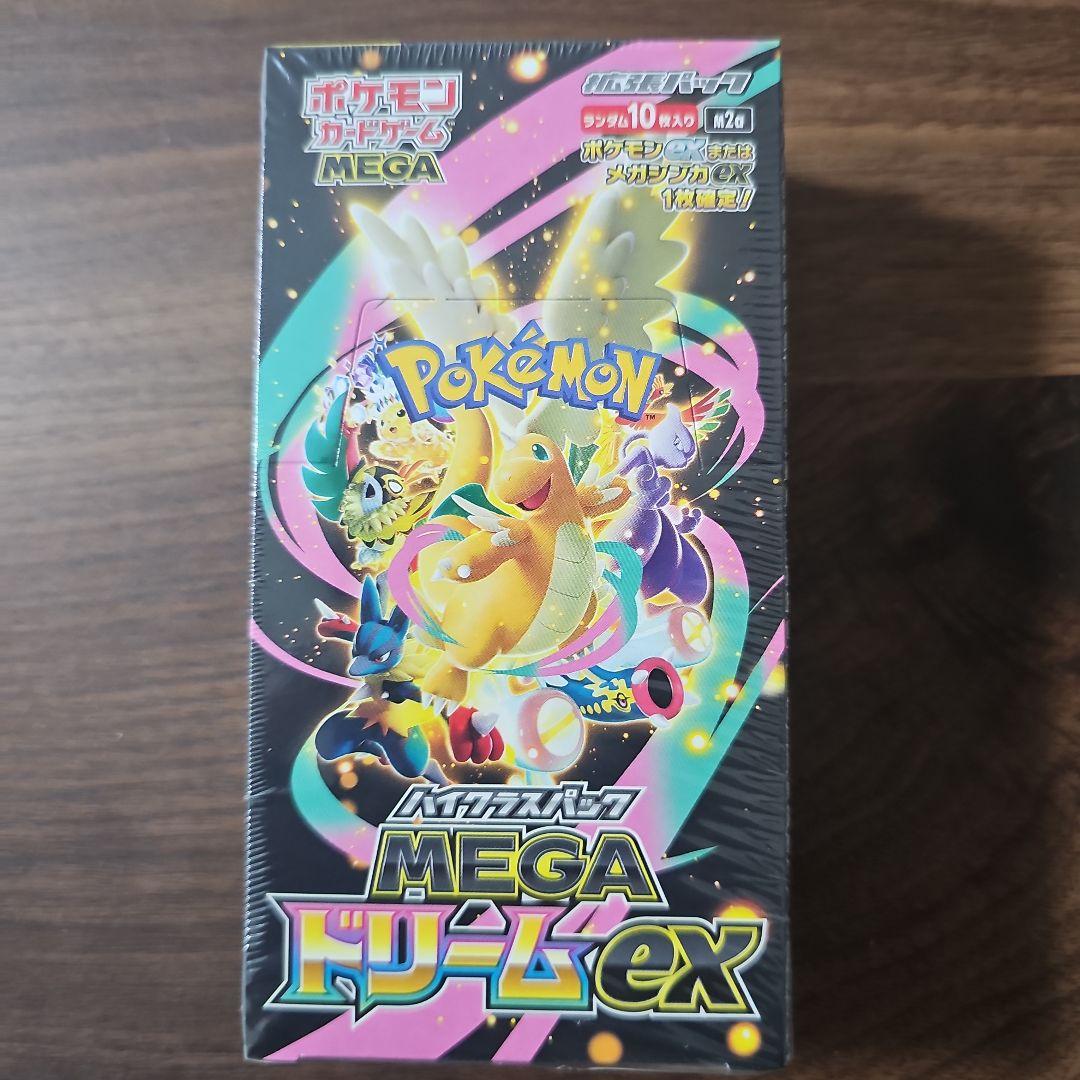 ポケモン
カードゲーム
MEGA
拡張パック
ランダム10枚入り M2a
ポケモンexまたは
メガシンカex
1枚確定!
POKéMON
TM
ハイクラスパック
MEGA
ドリームex